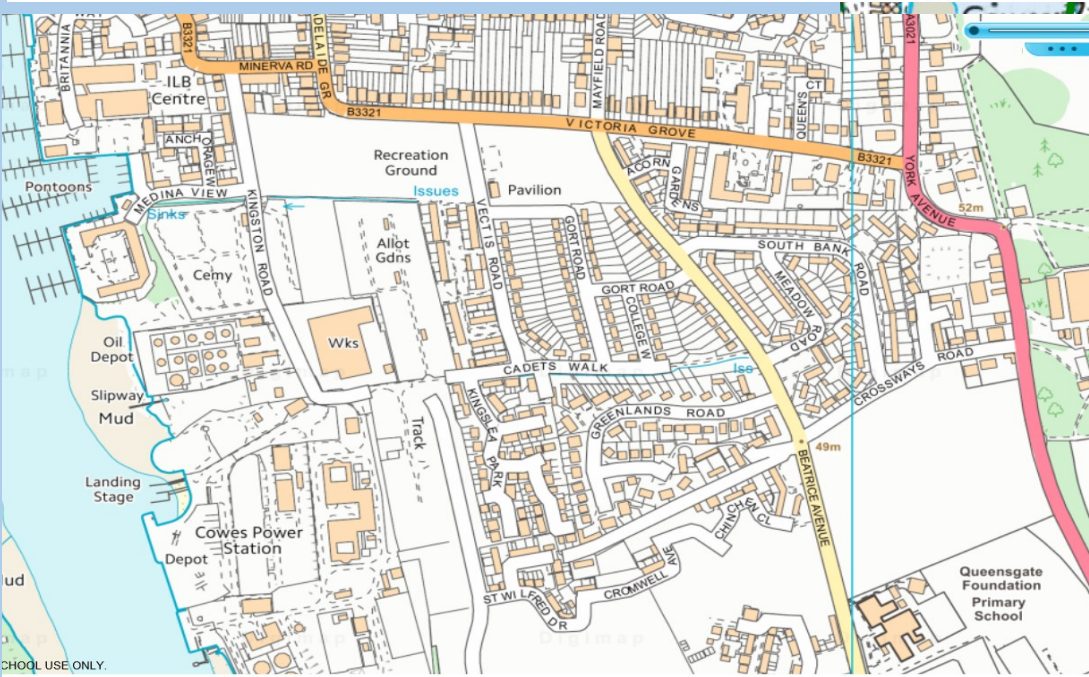 BRITANNIA
WAY
B3321
ADELAIDE GR
MINERVA RD
ILB
Centre
ANCH
MAYFIELD ROAD
QUEEN'S
CT
A3021
B3321
VICTORIA GROVE
B3321
YORK AVENUE
52m
Recreation
Ground
Issues
Pavilion
ACORN
GARDENS
Pontoons
MEDINA VIEW
Sinks
KINGSTON ROAD
VECTIS ROAD
GORT ROAD
SOUTH BANK ROAD
Allot
Gdns
Cemy
GORT ROAD
COLLEGE W
MEADOW ROAD
Oil
Depot
Wks
CADETS WALK
Iss
CROSSWAYS ROAD
Slipway
Mud
Track
KINGSLEA PARK
GREENLANDS ROAD
49m
BEATRICE AVENUE
Landing
Stage
CHINCHEN CL
Cowes Power
Station
Depot
Mud
ST WILFRED DR
CROMWELL AVE
Queensgate
Foundation
Primary
School
Digimap
CHOOL USE ONLY.